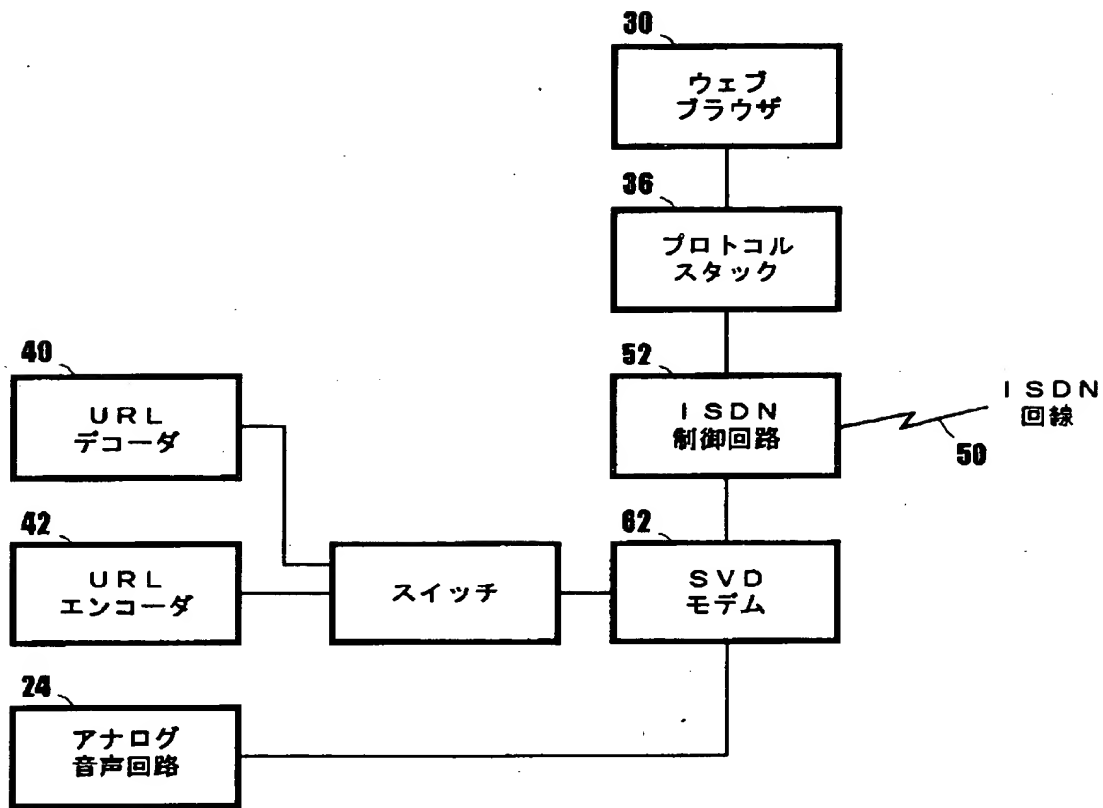 30
ウェブ
ブラウザ
36
プロトコル
スタック
40
URL
デコーダ
52
ISDN
制御回路
ISDN
回線
50
42
URL
エンコーダ
スイッチ
62
SVD
モデム
24
アナログ
音声回路